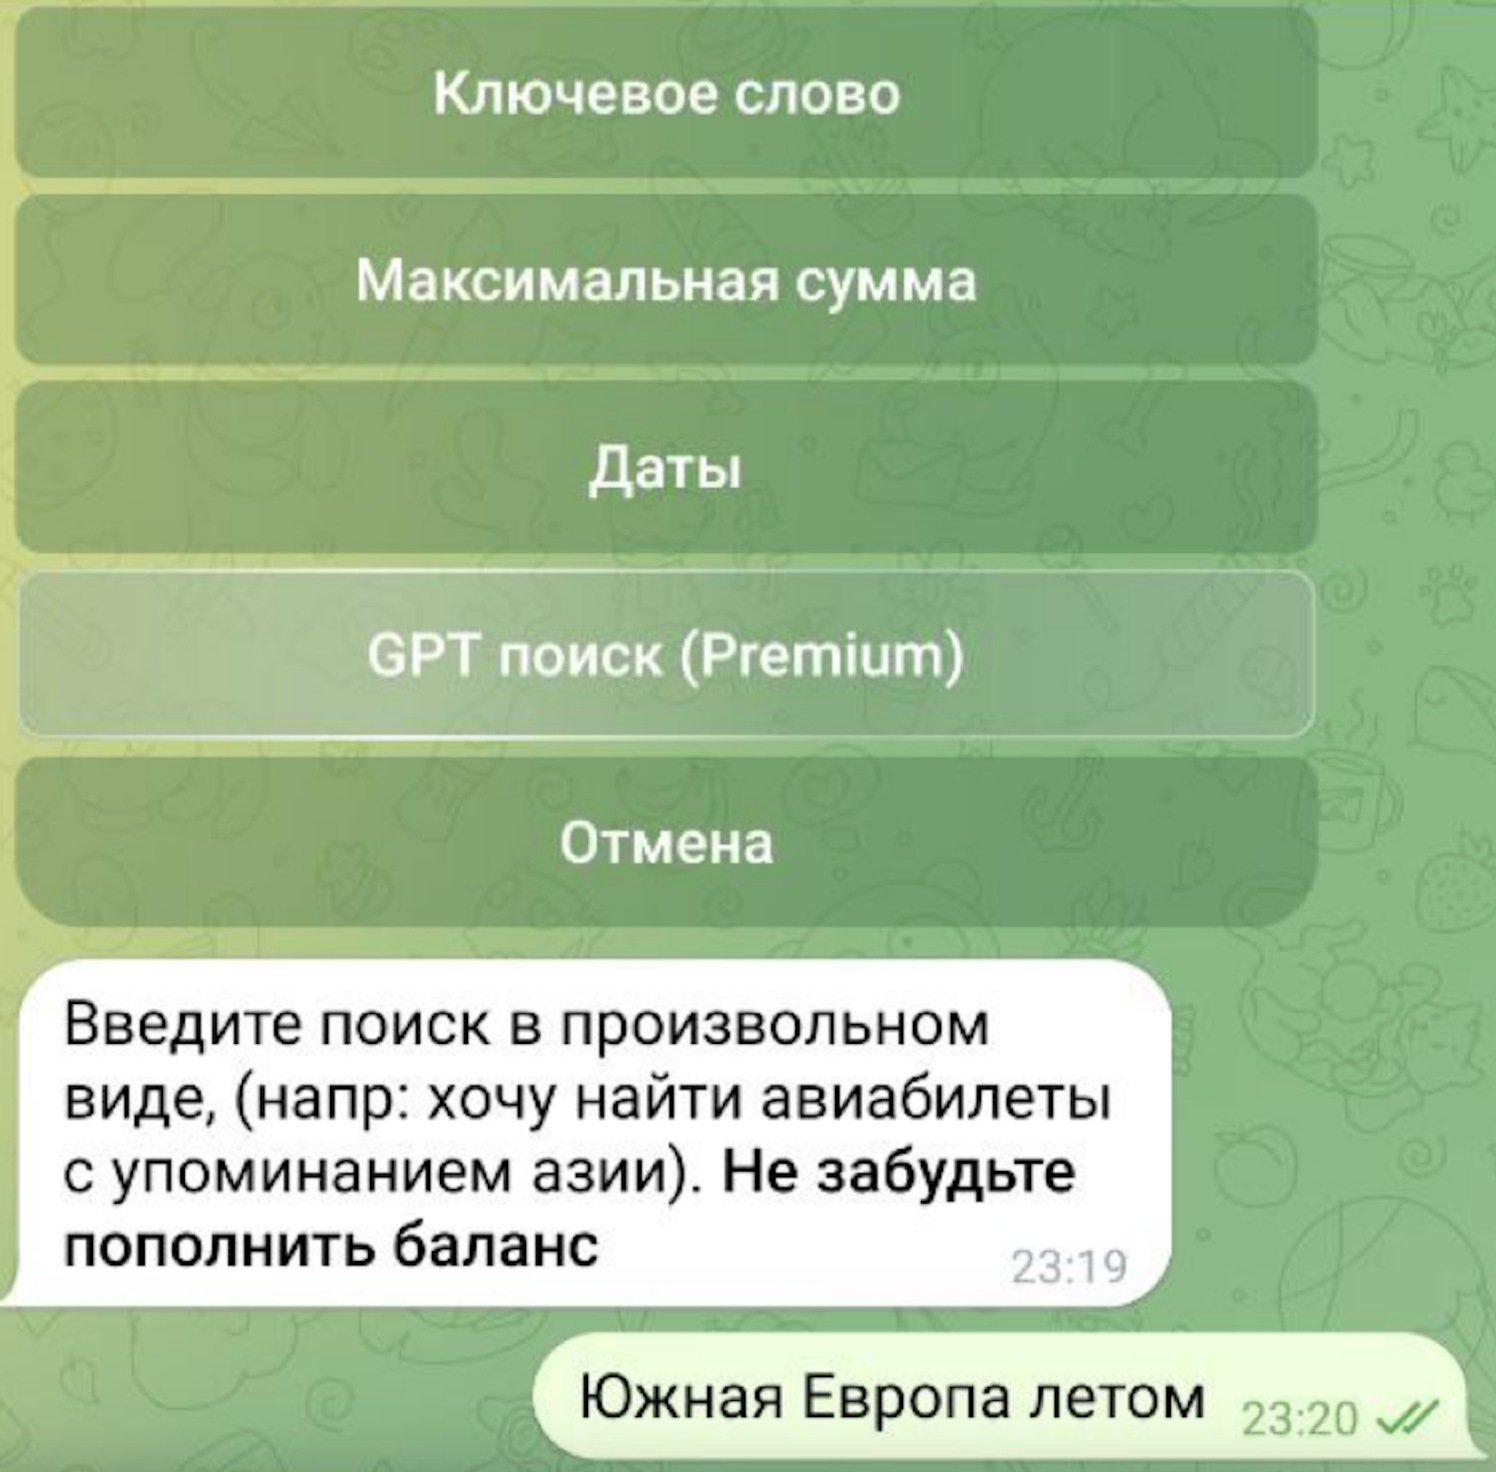 Ключевое слово
Максимальная сумма
Даты
GPT поиск (Premium)
Отмена
Введите поиск в произвольном
виде, (напр: хочу найти авиабилеты
с упоминанием азии). Не забудьте
пополнить баланс
23:19
Южная Европа летом 23:20